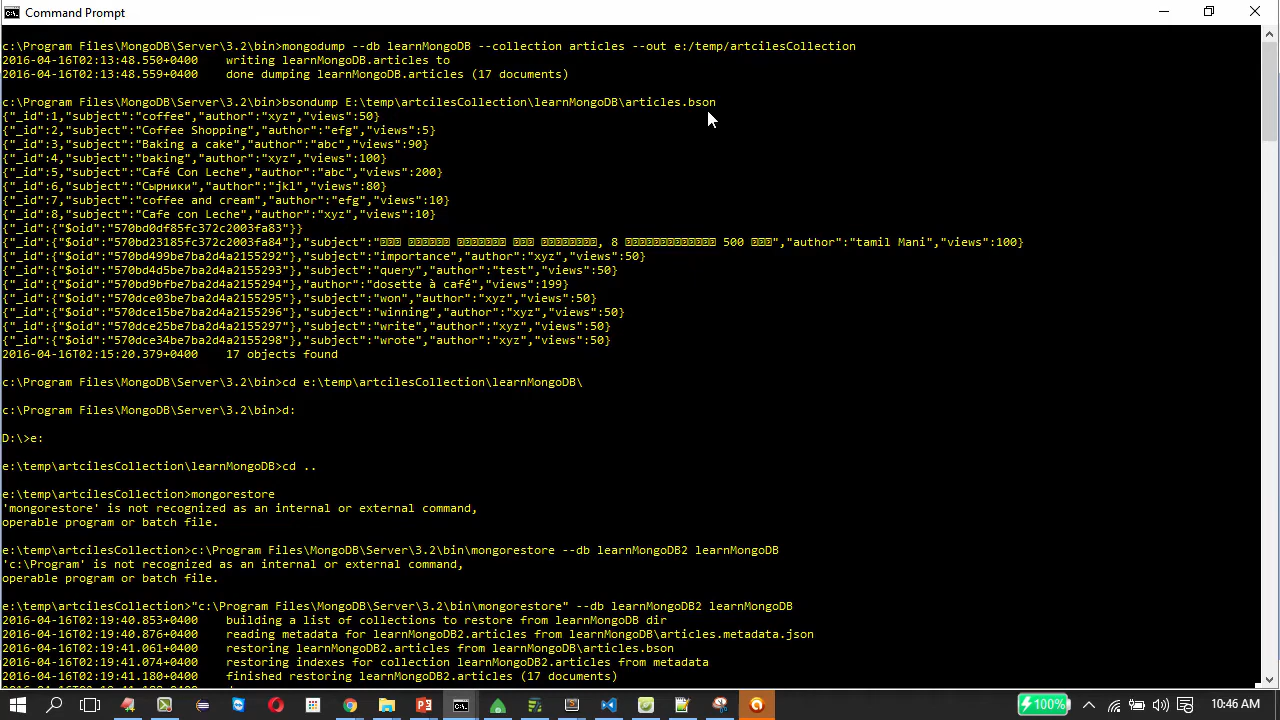 Command Prompt
c:\Program Files\MongoDB\Server\3.2\bin>mongodump --db learnMongoDB --collection articles --out e:/temp/artcilesCollection
2016-04-16T02:13:48.550+0400    writing learnMongoDB.articles to
2016-04-16T02:13:48.559+0400    done dumping learnMongoDB.articles (17 documents)
c:\Program Files\MongoDB\Server\3.2\bin>bsondump E:\temp\artcilesCollection\learnMongoDB\articles.bson
{"_id":1,"subject":"coffee","author":"xyz","views":50}
{"_id":2,"subject":"Coffee Shopping","author":"efg","views":5}
{"_id":3,"subject":"Baking a cake","author":"abc","views":90}
{"_id":4,"subject":"baking","author":"xyz","views":100}
{"_id":5,"subject":"Café Con Leche","author":"abc","views":200}
{"_id":6,"subject":"Сырники","author":"jkl","views":80}
{"_id":7,"subject":"coffee and cream","author":"efg","views":10}
{"_id":8,"subject":"Cafe con Leche","author":"xyz","views":10}
{"_id":{"$oid":"570bd0df85fc372c2003fa83"}}
{"_id":{"$oid":"570bd23185fc372c2003fa84"},"subject":" , 8 500 ","author":"tamil Mani","views":100}
{"_id":{"$oid":"570bd499be7ba2d4a2155292"},"subject":"importance","author":"xyz","views":50}
{"_id":{"$oid":"570bd4d5be7ba2d4a2155293"},"subject":"query","author":"test","views":50}
{"_id":{"$oid":"570bd9bfbe7ba2d4a2155294"},"author":"dosette à café","views":199}
{"_id":{"$oid":"570dce03be7ba2d4a2155295"},"subject":"won","author":"xyz","views":50}
{"_id":{"$oid":"570dce15be7ba2d4a2155296"},"subject":"winning","author":"xyz","views":50}
{"_id":{"$oid":"570dce25be7ba2d4a2155297"},"subject":"write","author":"xyz","views":50}
{"_id":{"$oid":"570dce34be7ba2d4a2155298"},"subject":"wrote","author":"xyz","views":50}
2016-04-16T02:15:20.379+0400    17 objects found
c:\Program Files\MongoDB\Server\3.2\bin>cd e:\temp\artcilesCollection\learnMongoDB\
c:\Program Files\MongoDB\Server\3.2\bin>d:
D:\>e:
e:\temp\artcilesCollection\learnMongoDB>cd ..
e:\temp\artcilesCollection>mongorestore
'mongorestore' is not recognized as an internal or external command,
operable program or batch file.
e:\temp\artcilesCollection>c:\Program Files\MongoDB\Server\3.2\bin\mongorestore --db learnMongoDB2 learnMongoDB
'c:\Program' is not recognized as an internal or external command,
operable program or batch file.
e:\temp\artcilesCollection>"c:\Program Files\MongoDB\Server\3.2\bin\mongorestore" --db learnMongoDB2 learnMongoDB
2016-04-16T02:19:40.853+0400    building a list of collections to restore from learnMongoDB dir
2016-04-16T02:19:40.876+0400    reading metadata for learnMongoDB2.articles from learnMongoDB\articles.metadata.json
2016-04-16T02:19:41.061+0400    restoring learnMongoDB2.articles from learnMongoDB\articles.bson
2016-04-16T02:19:41.074+0400    restoring indexes for collection learnMongoDB2.articles from metadata
2016-04-16T02:19:41.180+0400    finished restoring learnMongoDB2.articles (17 documents)
100%
10:46 AM